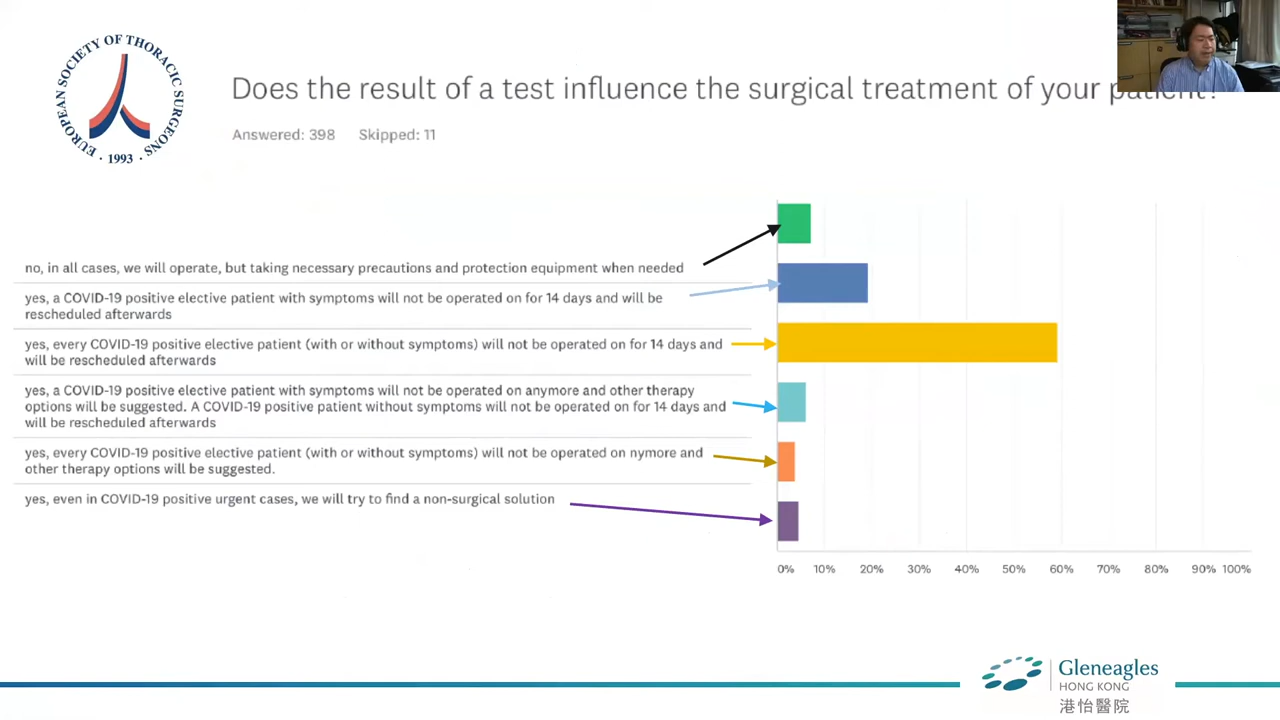 EUROPEAN SOCIETY OF THORACIC SURGEONS
· 1993 ·
Does the result of a test influence the surgical treatment of your patient?
Answered: 398 Skipped: 11
no, in all cases, we will operate, but taking necessary precautions and protection equipment when needed
yes, a COVID-19 positive elective patient with symptoms will not be operated on for 14 days and will be
rescheduled afterwards
yes, every COVID-19 positive elective patient (with or without symptoms) will not be operated on for 14 days and
will be rescheduled afterwards
yes, a COVID-19 positive elective patient with symptoms will not be operated on anymore and other therapy
options will be suggested. A COVID-19 positive patient without symptoms will not be operated on for 14 days and
will be rescheduled afterwards
yes, every COVID-19 positive elective patient (with or without symptoms) will not be operated on nymore and
other therapy options will be suggested.
yes, even in COVID-19 positive urgent cases, we will try to find a non-surgical solution
0% 10% 20% 30% 40% 50% 60% 70% 80% 90% 100%
Gleneagles
HONG KONG
港怡醫院